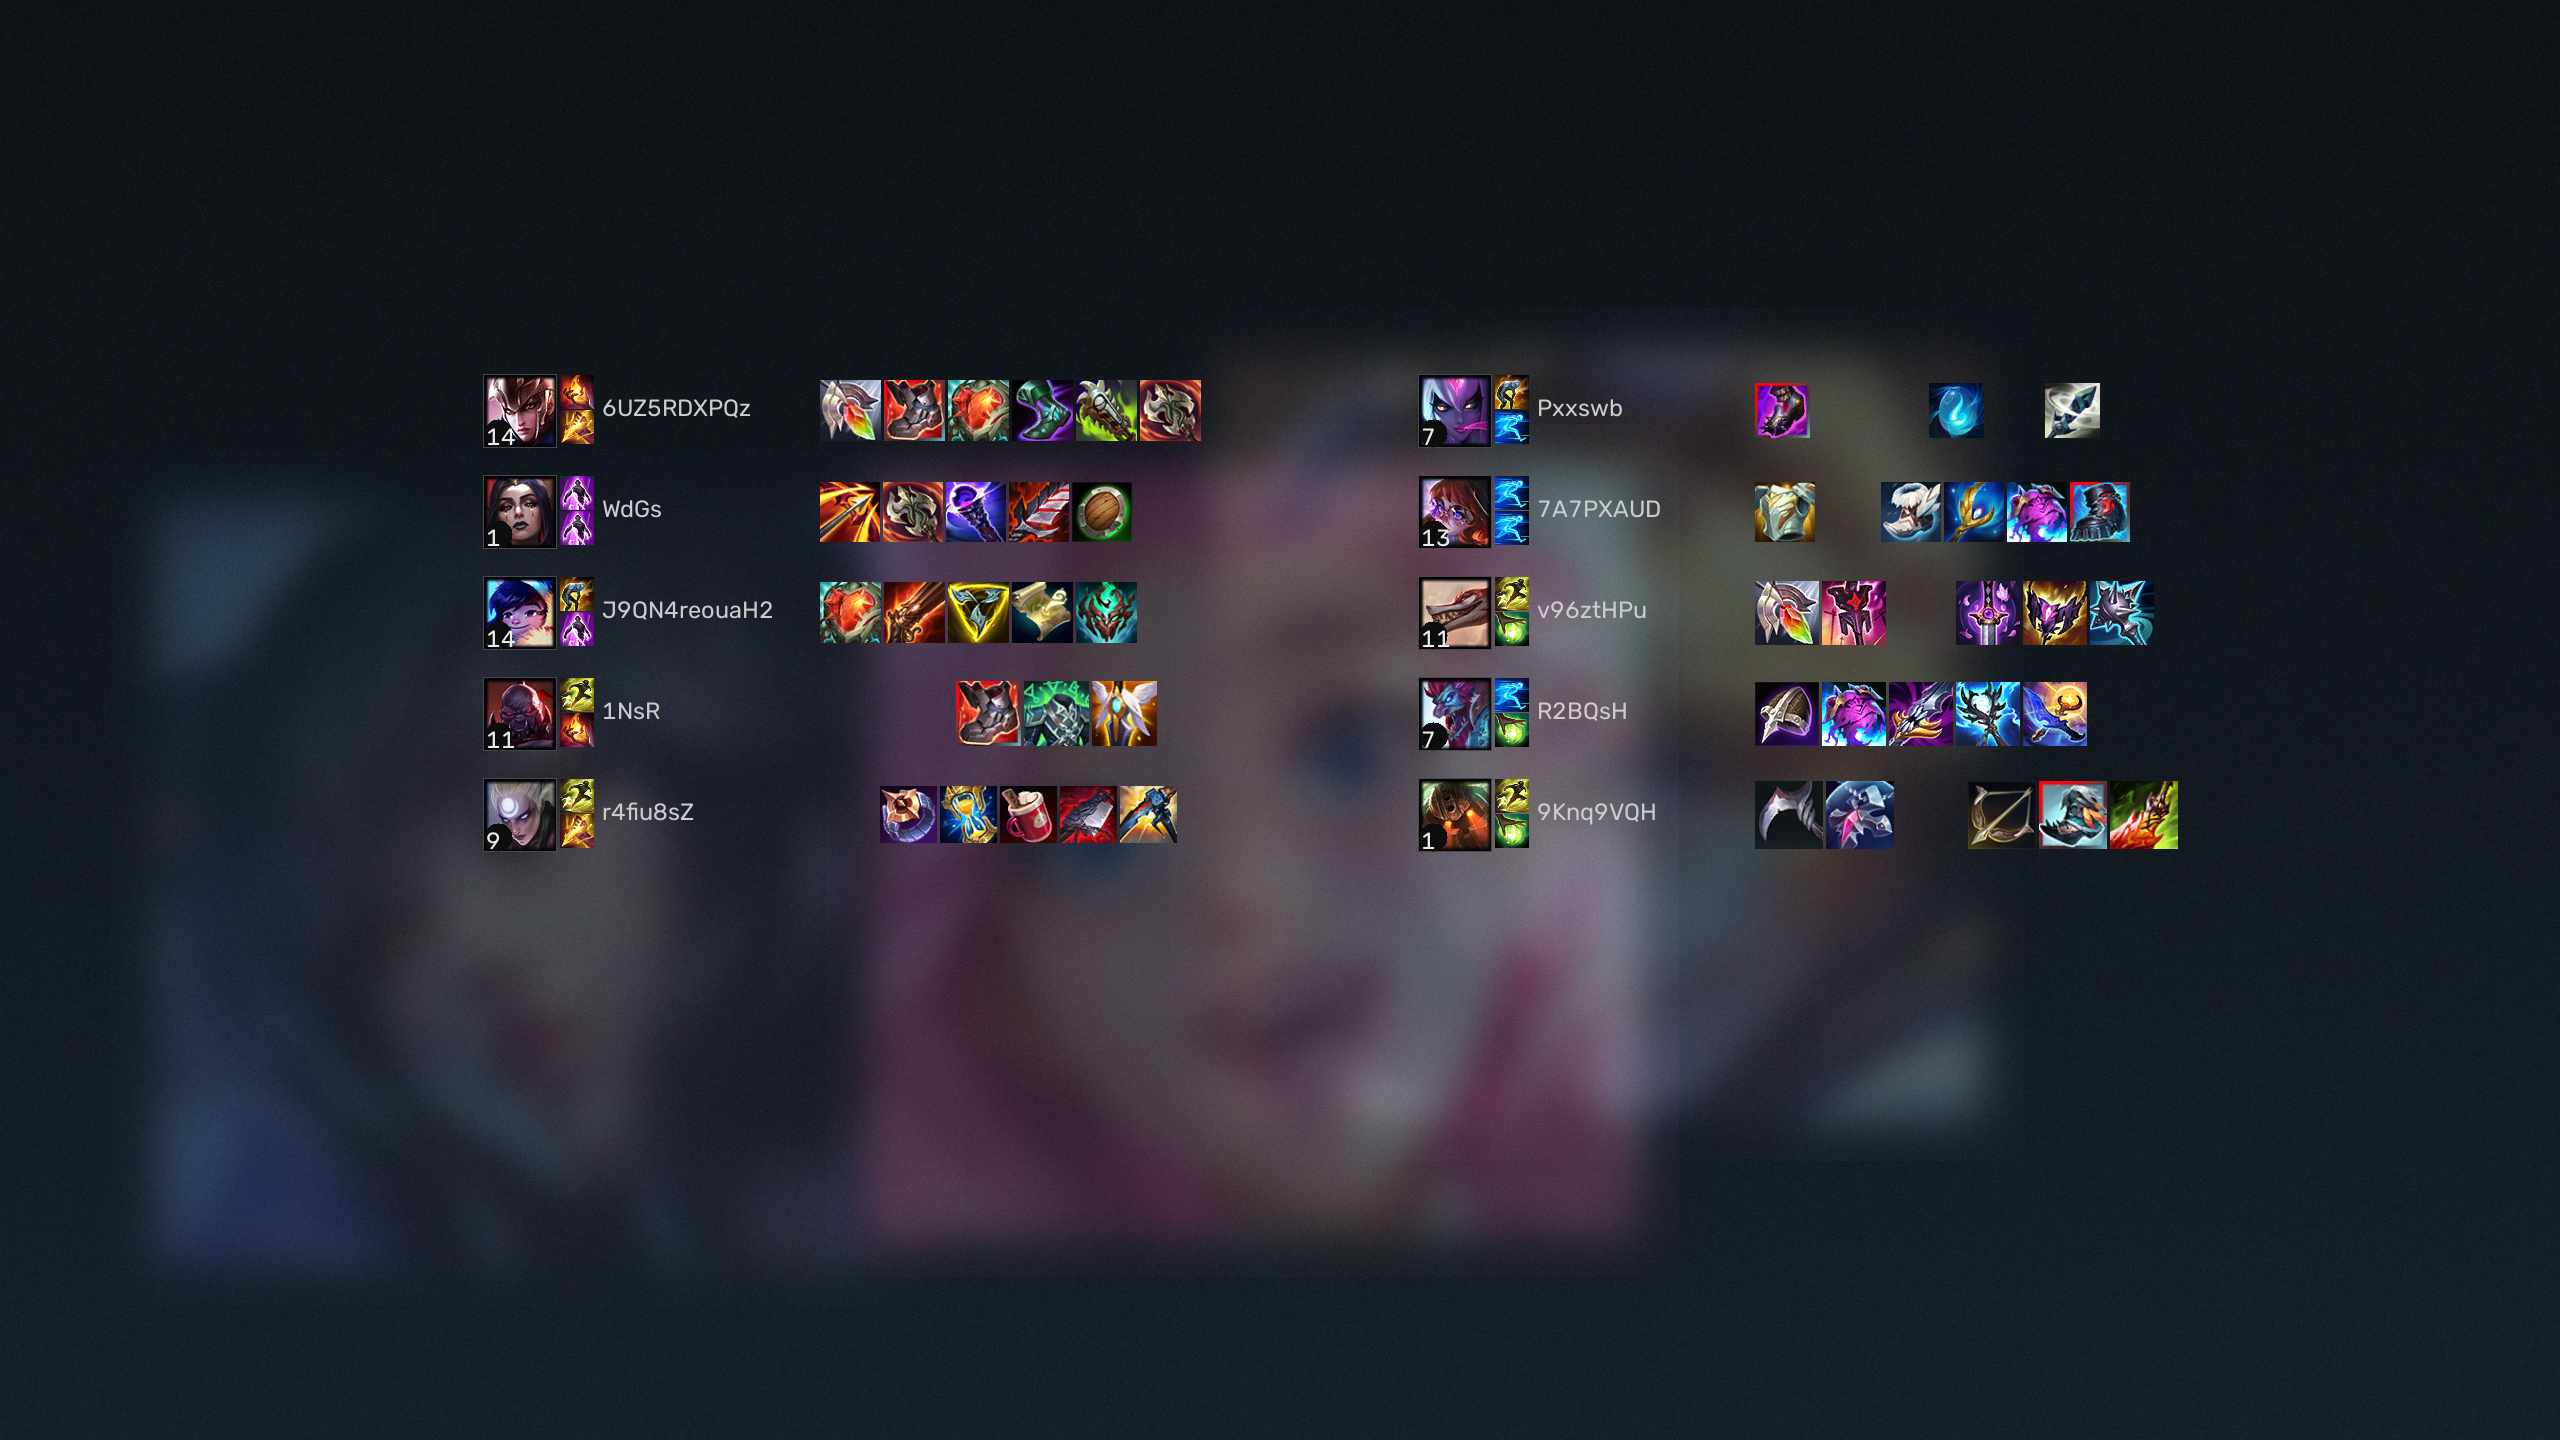 14 6UZ5RDXPQz
7 Pxxswb
1 WdGs
13 7A7PXAUD
14 J9QN4reouaH2
11 v96ztHPu
11 1NsR
7 R2BQsH
9 r4fiu8sZ
1 9Knq9VQH